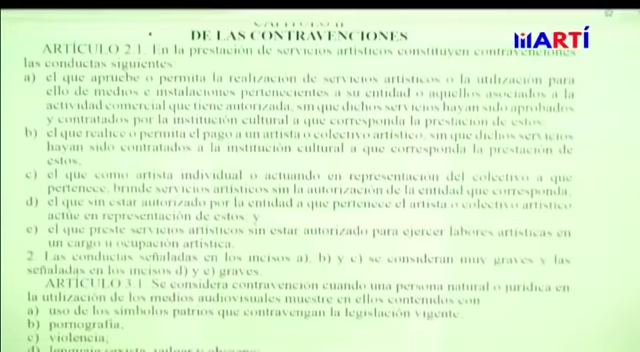 CAPÍTULO II
DE LAS CONTRAVENCIONES
MARTÍ
ARTÍCULO 2.1. En la prestación de servicios artísticos constituyen contravenciones
las conductas siguientes:
a) el que apruebe o permita la realización de servicios artísticos o la utilización para
ello de medios e instalaciones pertenecientes a su entidad o aquellos asociados a la
actividad comercial que tiene autorizada, sin que dichos servicios hayan sido aprobados
y contratados por la institución cultural a que corresponda la prestación de estos;
b) el que realice o permita el pago a un artista o colectivo artístico, sin que dichos servicios
hayan sido contratados a la institución cultural a que corresponda la prestación de
estos;
c) el que como artista individual o actuando en representación del colectivo a que
pertenece, brinde servicios artísticos sin la autorización de la entidad que corresponda;
d) el que sin estar autorizado por la entidad a que pertenece el artista o colectivo artístico
actúe en representación de estos; y
e) el que preste servicios artísticos sin estar autorizado para ejercer labores artísticas en
un cargo u ocupación artística.
2. Las conductas señaladas en los incisos a), b) y c) se consideran muy graves y las
señaladas en los incisos d) y e) graves.
ARTÍCULO 3.1. Se considera contravención cuando una persona natural o jurídica en
la utilización de los medios audiovisuales muestre en ellos contenidos con:
a) uso de los símbolos patrios que contravengan la legislación vigente;
b) pornografía;
c) violencia;
d) lenguaje sexista, vulgar y obsceno;